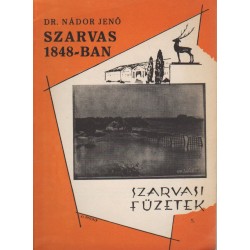 DR. NÁDOR JENŐ
SZARVAS
1848-BAN
SZARVASI
FÜZETEK